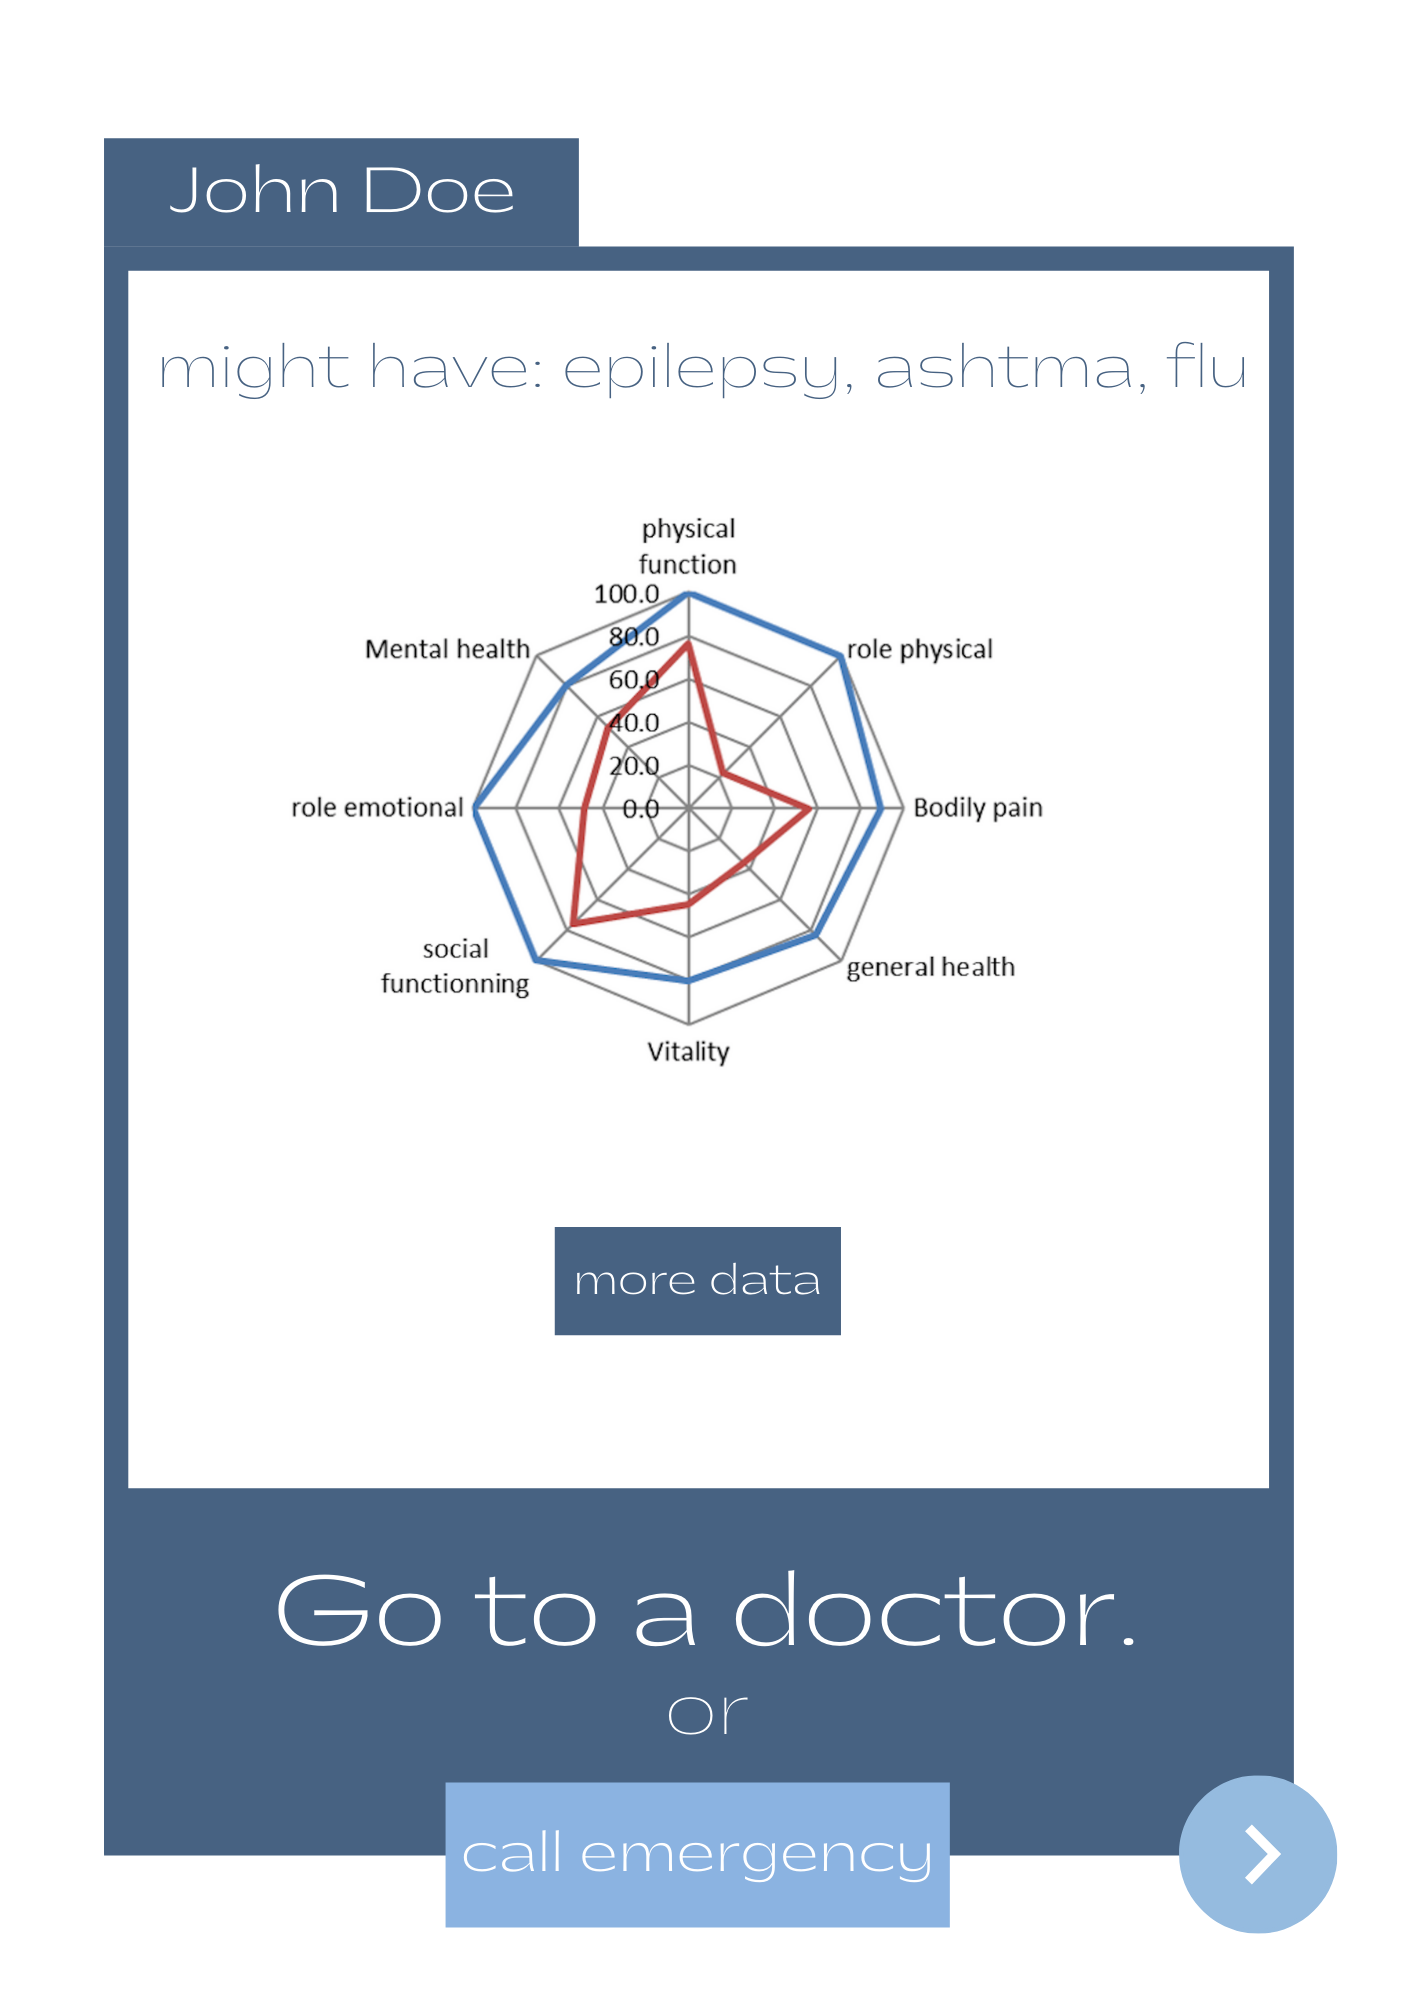 John Doe
might have: epilepsy, ashtma, flu
physical
function
100.0
80.0
60.0
40.0
20.0
0.0
Mental health
role physical
role emotional
Bodily pain
social
functionning
general health
Vitality
more data
Go to a doctor.
or
call emergency